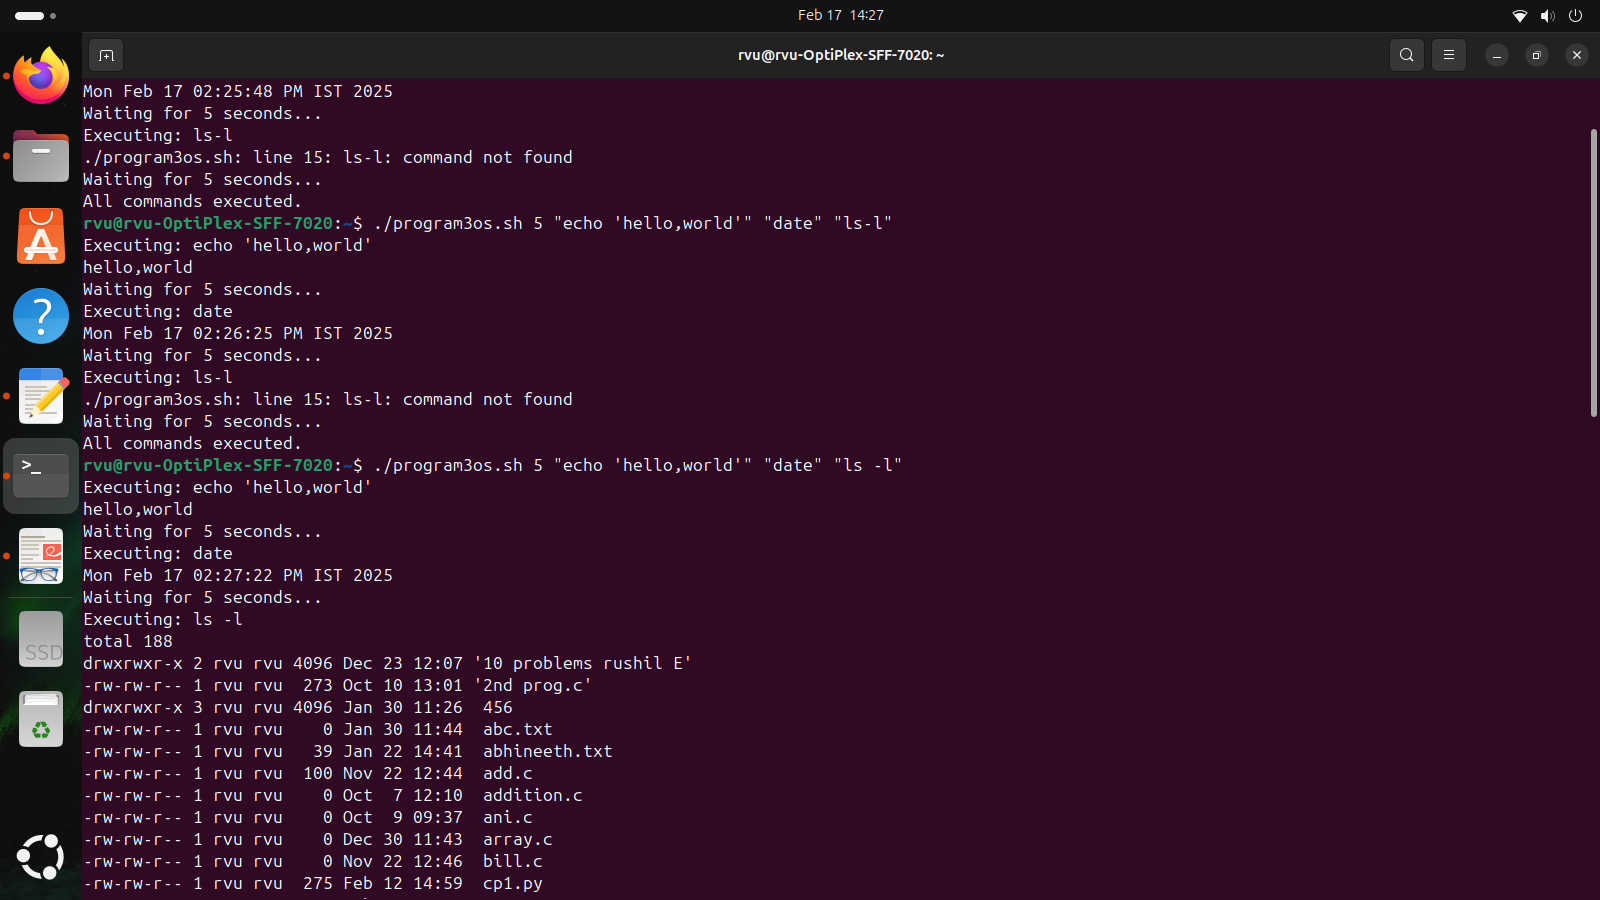 Feb 17 14:27
rvu@rvu-OptiPlex-SFF-7020: ~
Mon Feb 17 02:25:48 PM IST 2025
Waiting for 5 seconds...
Executing: ls-l
./program3os.sh: line 15: ls-l: command not found
Waiting for 5 seconds...
All commands executed.
rvu@rvu-OptiPlex-SFF-7020:~$ ./program3os.sh 5 "echo 'hello,world'" "date" "ls-l"
Executing: echo 'hello,world'
hello,world
Waiting for 5 seconds...
Executing: date
Mon Feb 17 02:26:25 PM IST 2025
Waiting for 5 seconds...
Executing: ls-l
./program3os.sh: line 15: ls-l: command not found
Waiting for 5 seconds...
All commands executed.
rvu@rvu-OptiPlex-SFF-7020:~$ ./program3os.sh 5 "echo 'hello,world'" "date" "ls -l"
Executing: echo 'hello,world'
hello,world
Waiting for 5 seconds...
Executing: date
Mon Feb 17 02:27:22 PM IST 2025
Waiting for 5 seconds...
Executing: ls -l
total 188
drwxrwxr-x 2 rvu rvu 4096 Dec 23 12:07 '10 problems rushil E'
-rw-rw-r-- 1 rvu rvu  273 Oct 10 13:01 '2nd prog.c'
drwxrwxr-x 3 rvu rvu 4096 Jan 30 11:26  456
-rw-rw-r-- 1 rvu rvu    0 Jan 30 11:44  abc.txt
-rw-rw-r-- 1 rvu rvu   39 Jan 22 14:41  abhineeth.txt
-rw-rw-r-- 1 rvu rvu  100 Nov 22 12:44  add.c
-rw-rw-r-- 1 rvu rvu    0 Oct  7 12:10  addition.c
-rw-rw-r-- 1 rvu rvu    0 Oct  9 09:37  ani.c
-rw-rw-r-- 1 rvu rvu    0 Dec 30 11:43  array.c
-rw-rw-r-- 1 rvu rvu    0 Nov 22 12:46  bill.c
-rw-rw-r-- 1 rvu rvu  275 Feb 12 14:59  cp1.py
SSD